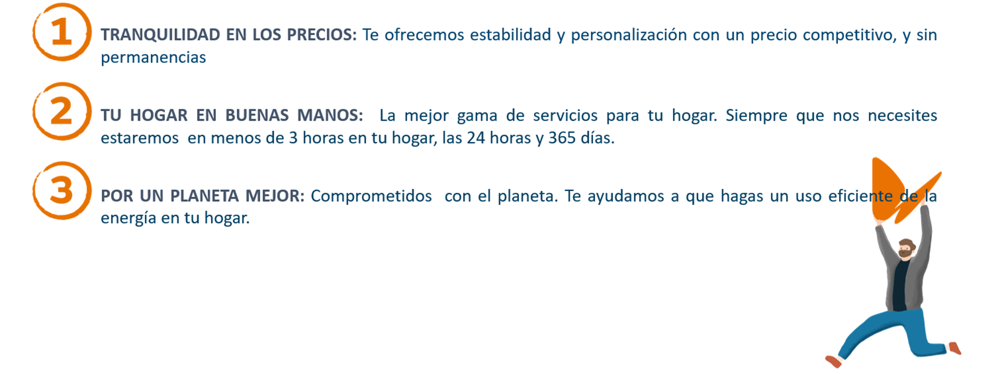 1
TRANQUILIDAD EN LOS PRECIOS: Te ofrecemos estabilidad y personalización con un precio competitivo, y sin
permanencias
2
TU HOGAR EN BUENAS MANOS: La mejor gama de servicios para tu hogar. Siempre que nos necesites
estaremos en menos de 3 horas en tu hogar, las 24 horas y 365 días.
3
POR UN PLANETA MEJOR: Comprometidos con el planeta. Te ayudamos a que hagas un uso eficiente de la
energía en tu hogar.